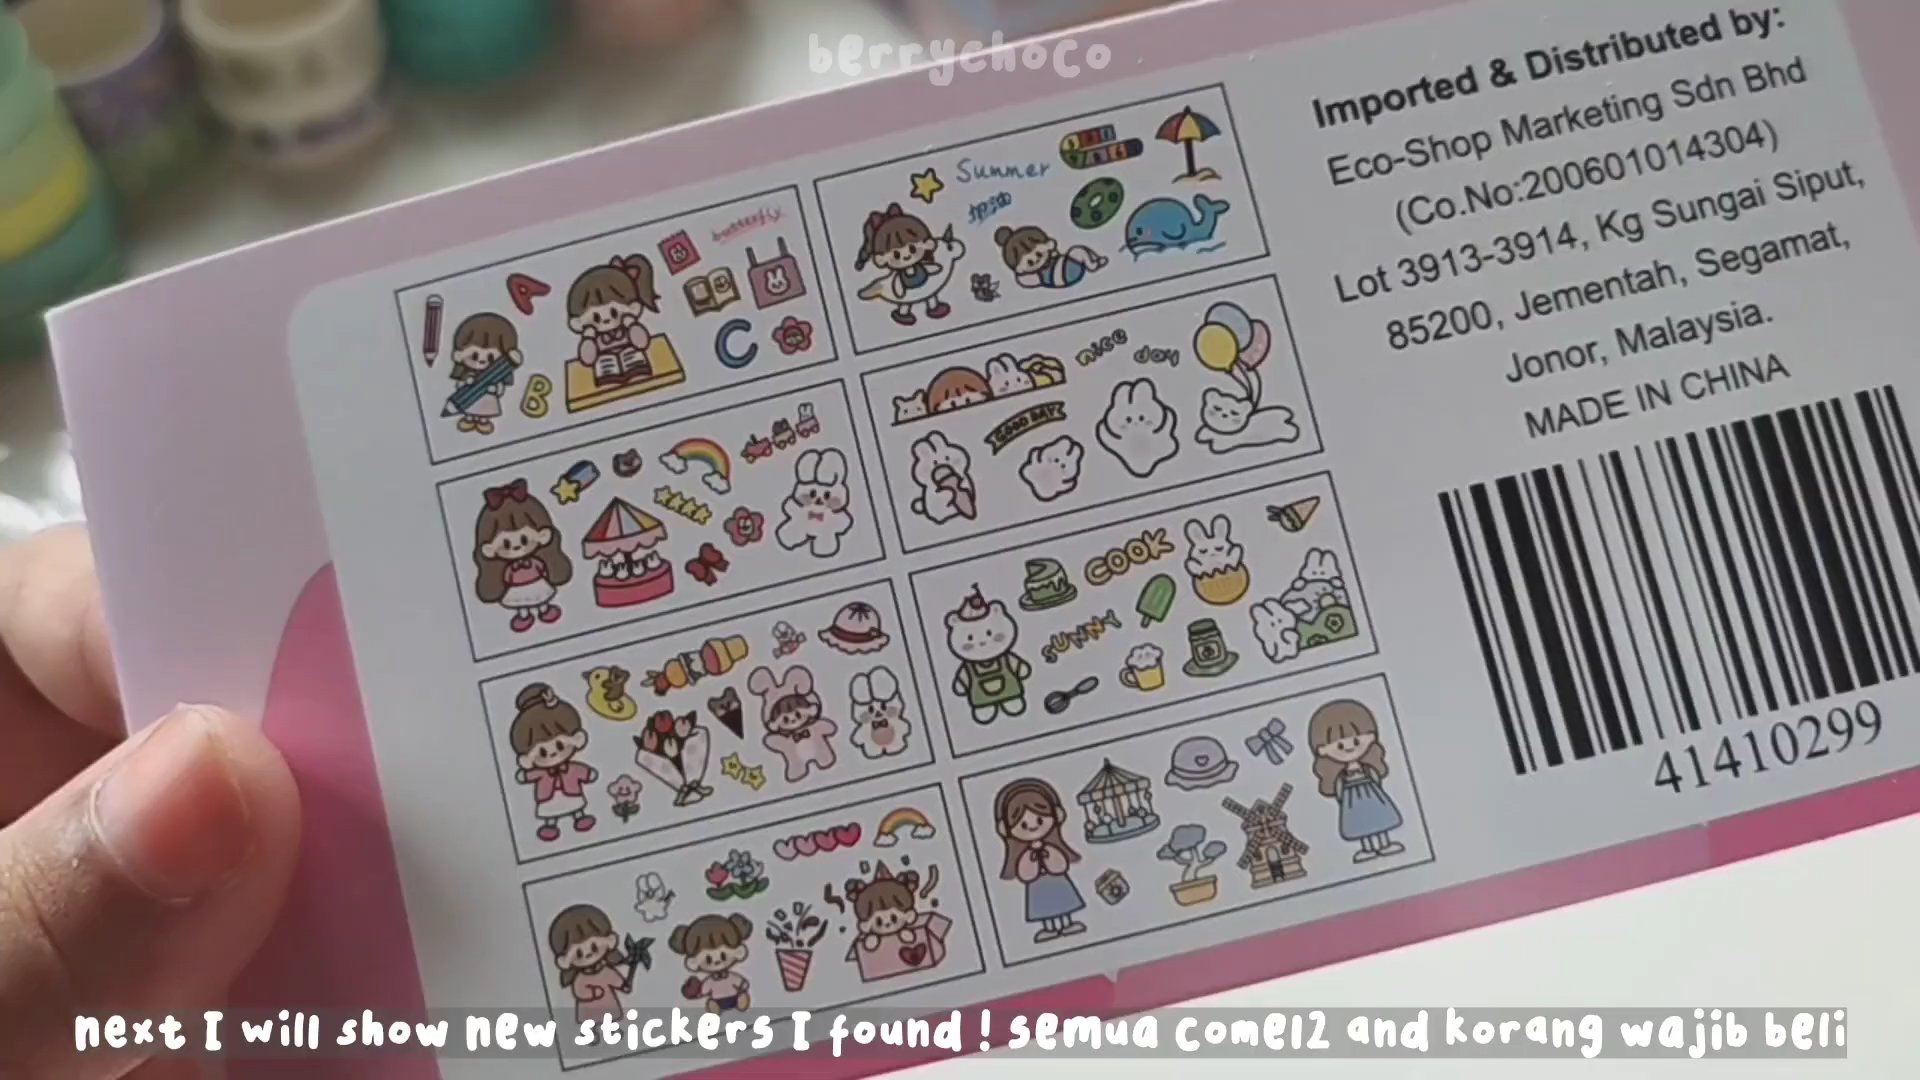 berrychoco
Imported & Distributed by:
Eco-Shop Marketing Sdn Bhd
(Co.No:200601014304)
Lot 3913-3914, Kg Sungai Siput,
85200, Jementah, Segamat,
Jonor, Malaysia.
MADE IN CHINA
41410299
butterfly
A
B
C
Summer
nice
day
GOOD DAY
COOK
SUNNY
next I will show new stickers I found ! semua comel2 and korang wajib beli